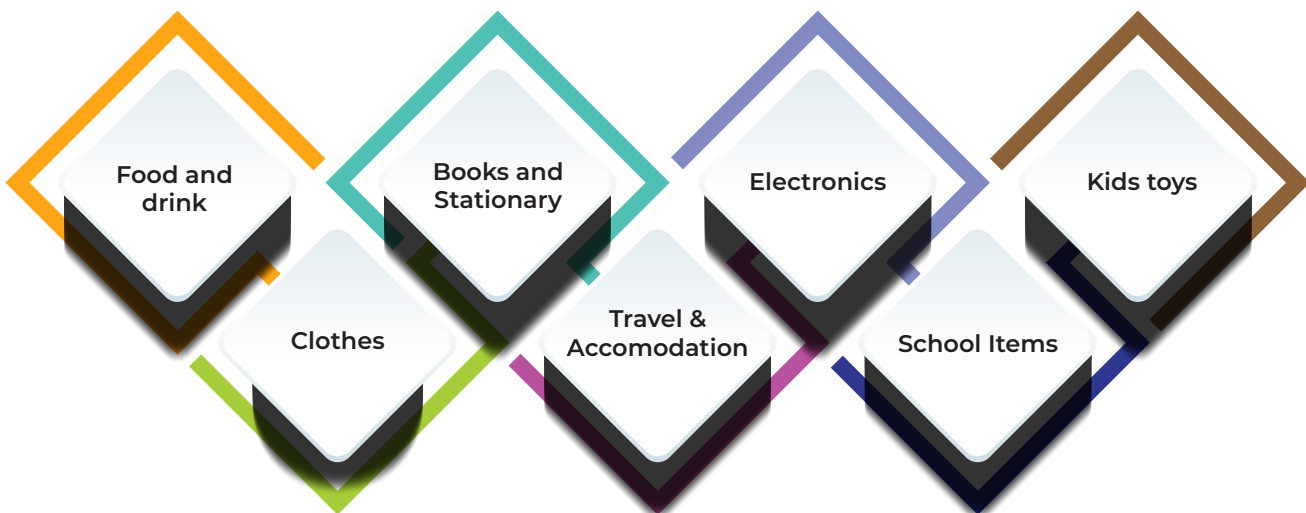 Food and
drink
Books and
Stationary
Electronics
Kids toys
Clothes
Travel &
Accomodation
School Items